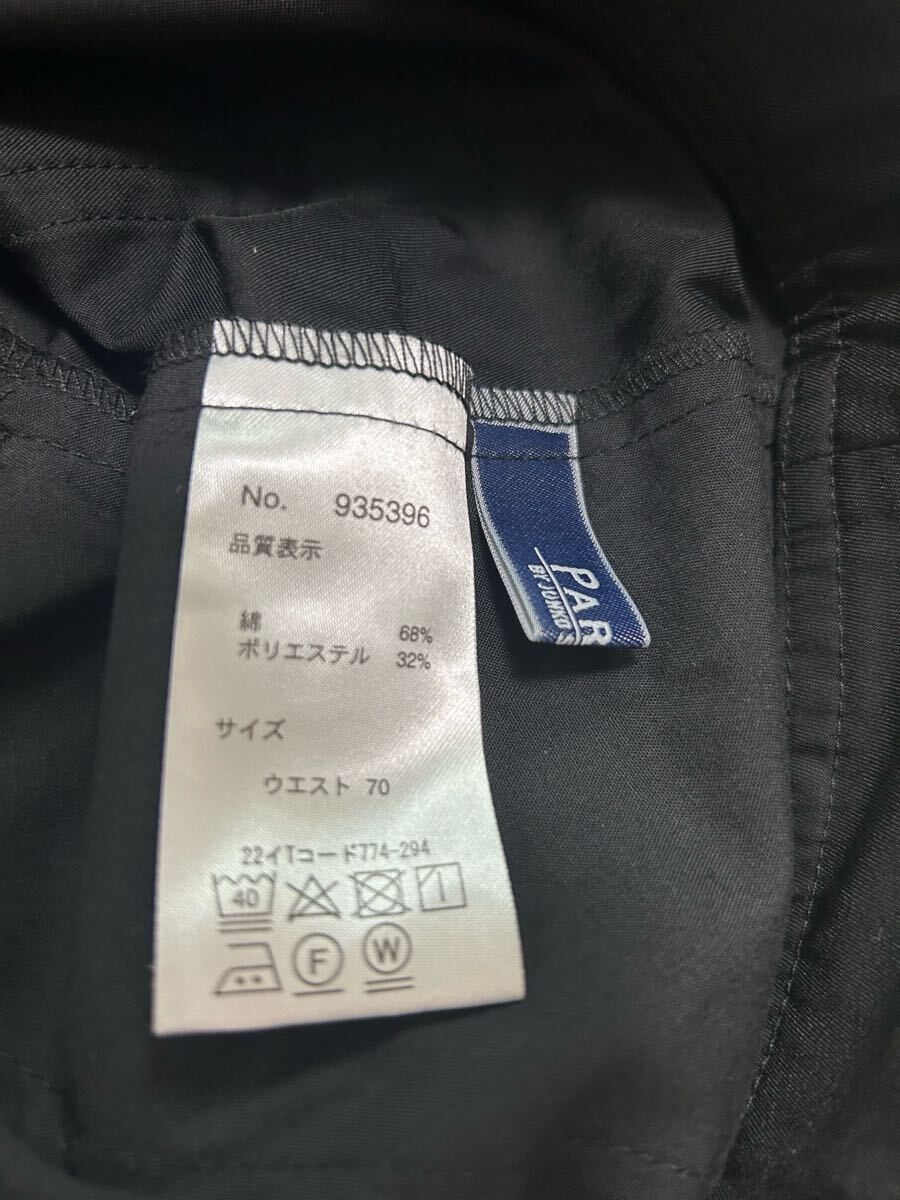 No. 935396
品質表示
綿 68%
ポリエステル 32%
サイズ
ウエスト 70
22イTコード774-294
40
F W
PAR
BY JUNKO